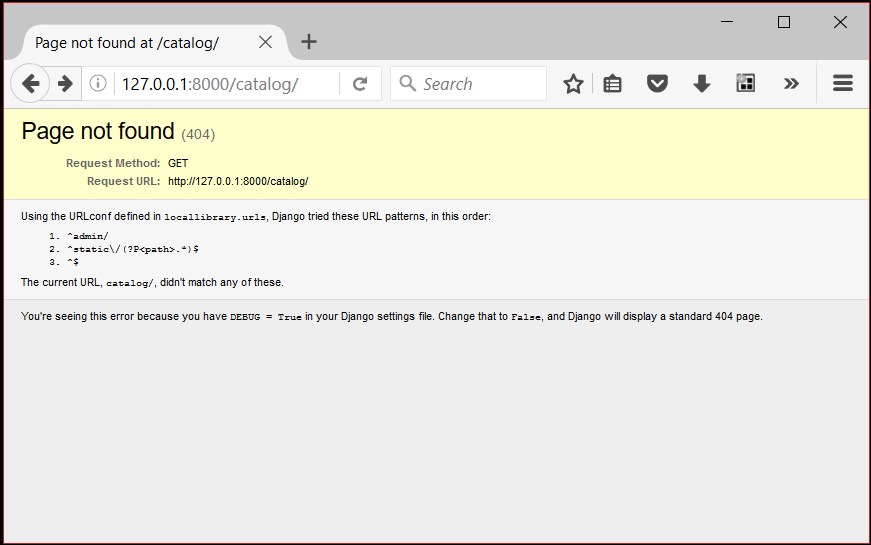 Page not found at /catalog/
127.0.0.1:8000/catalog/
Search
Page not found (404)
Request Method: GET
Request URL: http://127.0.0.1:8000/catalog/
Using the URLconf defined in locallibrary.urls, Django tried these URL patterns, in this order:
1. ^admin/
2. ^static\/(?P<path>.*)$
3. ^$
The current URL, catalog/, didn't match any of these.
You're seeing this error because you have DEBUG = True in your Django settings file. Change that to False, and Django will display a standard 404 page.